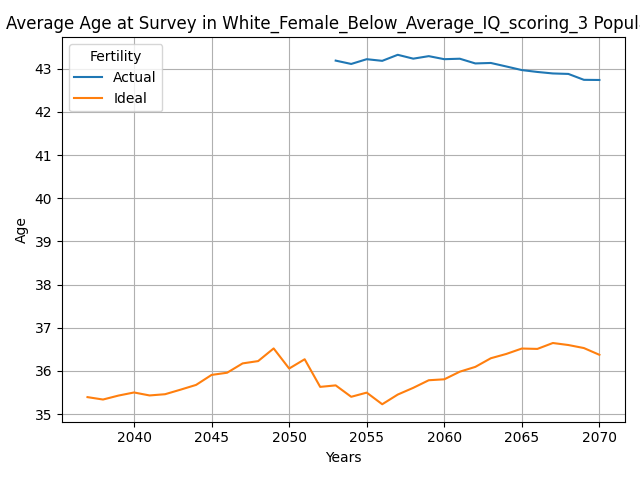 Average Age at Survey in White_Female_Below_Average_IQ_scoring_3 Popul
Fertility
Actual
Ideal
43
42
41
40
39
38
37
36
35
Age
2040 2045 2050 2055 2060 2065 2070
Years